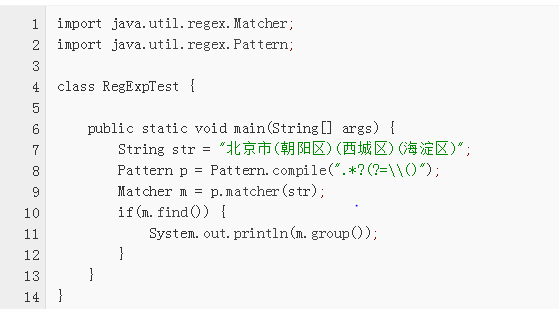 1 import java.util.regex.Matcher;
2 import java.util.regex.Pattern;
3
4 class RegExpTest {
5
6 public static void main(String[] args) {
7 String str = "北京市(朝阳区)(西城区)(海淀区)";
8 Pattern p = Pattern.compile(".*?(?=\\()");
9 Matcher m = p.matcher(str);
10 if(m.find()) {
11 System.out.println(m.group());
12 }
13 }
14 }